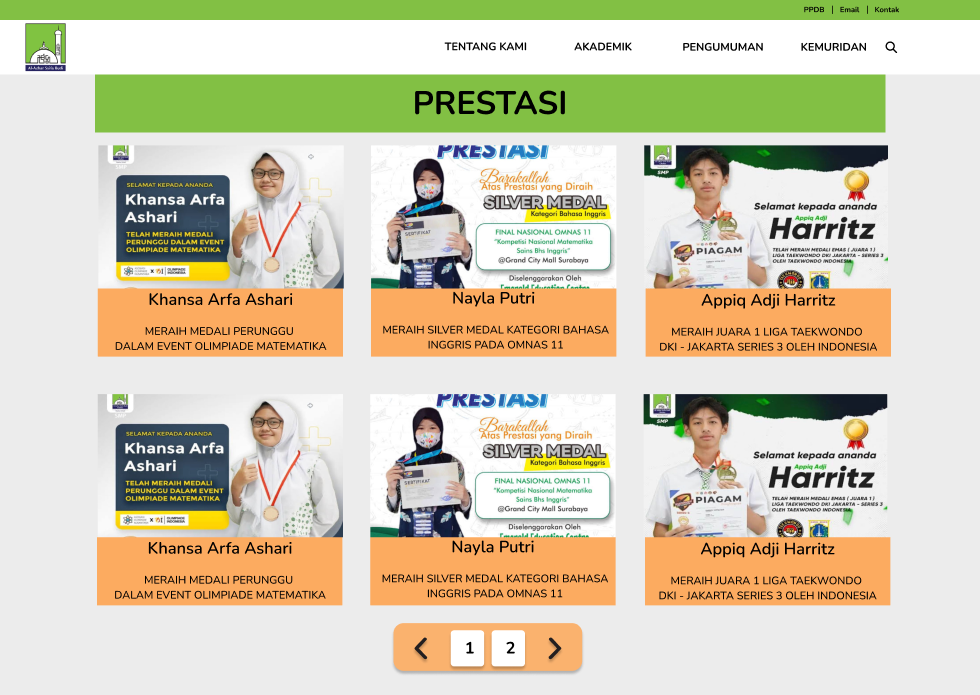 PPDB | Email | Kontak
Al-Azhar Seira Budi
TENTANG KAMI AKADEMIK PENGUMUMAN KEMURIDAN
PRESTASI
SELAMAT KEPADA ANANDA
Khansa Arfa
Ashari
TELAH MERAIH MEDALI
PERUNGGU DALAM EVENT
OLIMPIADE MATEMATIKA
X OLIMPIADE
INDONESIA
Khansa Arfa Ashari
MERAIH MEDALI PERUNGGU
DALAM EVENT OLIMPIADE MATEMATIKA
PRESTASI
Barakallah
Atas Prestasi yang Diraih
SILVER MEDAL
Kategori Bahasa Inggris
SERTIFIKAT
FINAL NASIONAL OMNAS 11
"Kompetisi Nasional Matematika
Sains Bhs Inggris"
@Grand City Mall Surabaya
Diselenggarakan Oleh
Emerald Education Centre
Nayla Putri
MERAIH SILVER MEDAL KATEGORI BAHASA
INGGRIS PADA OMNAS 11
SMP
Selamat kepada ananda
Appiq Adji
Harritz
TELAH MERAIH MEDALI EMAS ( JUARA 1 )
LIGA TAEKWONDO DKI JAKARTA - SERIES 3
OLEH TAEKWONDO INDONESIA
PIAGAM
Appiq Adji Harritz
MERAIH JUARA 1 LIGA TAEKWONDO
DKI - JAKARTA SERIES 3 OLEH INDONESIA
SELAMAT KEPADA ANANDA
Khansa Arfa
Ashari
TELAH MERAIH MEDALI
PERUNGGU DALAM EVENT
OLIMPIADE MATEMATIKA
X OLIMPIADE
INDONESIA
Khansa Arfa Ashari
MERAIH MEDALI PERUNGGU
DALAM EVENT OLIMPIADE MATEMATIKA
PRESTASI
Barakallah
Atas Prestasi yang Diraih
SILVER MEDAL
Kategori Bahasa Inggris
SERTIFIKAT
FINAL NASIONAL OMNAS 11
"Kompetisi Nasional Matematika
Sains Bhs Inggris"
@Grand City Mall Surabaya
Diselenggarakan Oleh
Emerald Education Centre
Nayla Putri
MERAIH SILVER MEDAL KATEGORI BAHASA
INGGRIS PADA OMNAS 11
SMP
Selamat kepada ananda
Appiq Adji
Harritz
TELAH MERAIH MEDALI EMAS ( JUARA 1 )
LIGA TAEKWONDO DKI JAKARTA - SERIES 3
OLEH TAEKWONDO INDONESIA
PIAGAM
Appiq Adji Harritz
MERAIH JUARA 1 LIGA TAEKWONDO
DKI - JAKARTA SERIES 3 OLEH INDONESIA
1 2